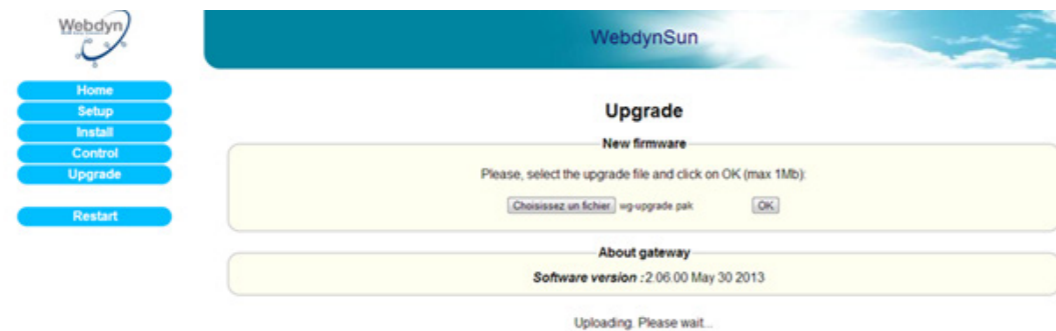 Webdyn
WebdynSun
Home
Setup
Install
Control
Upgrade
Restart
Upgrade
New firmware
Please, select the upgrade file and click on OK (max 1Mb):
Choisissez un fichier wg-upgrade.pak OK
About gateway
Software version :2.06.00 May 30 2013
Uploading. Please wait...